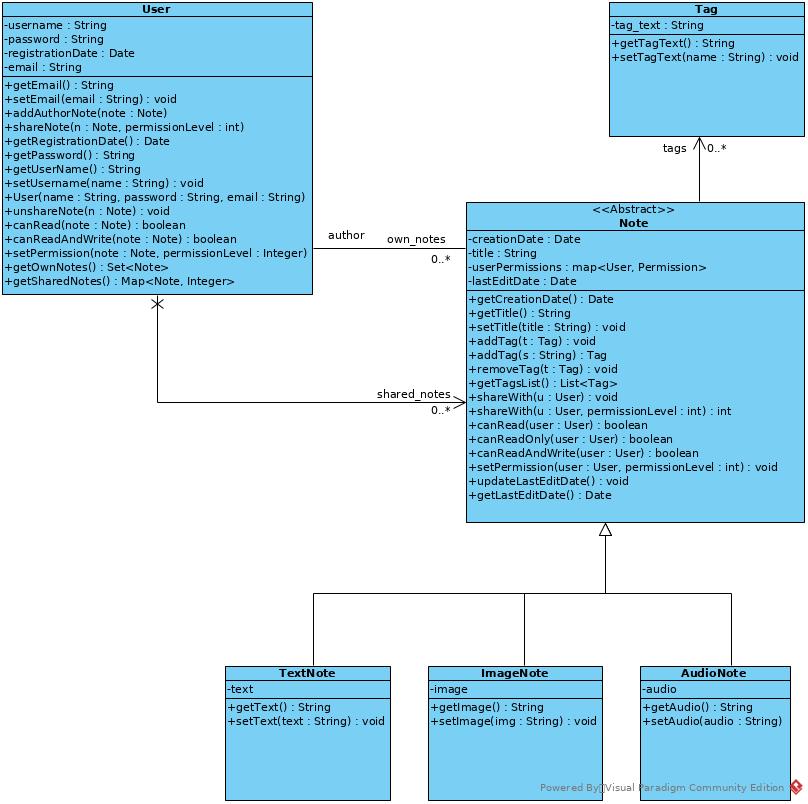 User
-username : String
-password : String
-registrationDate : Date
-email : String
+getEmail() : String
+setEmail(email : String) : void
+addAuthorNote(note : Note)
+shareNote(n : Note, permissionLevel : int)
+getRegistrationDate() : Date
+getPassword() : String
+getUserName() : String
+setUsername(name : String) : void
+User(name : String, password : String, email : String)
+unshareNote(n : Note) : void
+canRead(note : Note) : boolean
+canReadAndWrite(note : Note) : boolean
+setPermission(note : Note, permissionLevel : Integer)
+getOwnNotes() : Set<Note>
+getSharedNotes() : Map<Note, Integer>
Tag
-tag_text : String
+getTagText() : String
+setTagText(name : String) : void
tags
0..*
author
own_notes
0..*
shared_notes
0..*
<<Abstract>>
Note
-creationDate : Date
-title : String
-userPermissions : map<User, Permission>
-lastEditDate : Date
+getCreationDate() : Date
+getTitle() : String
+setTitle(title : String) : void
+addTag(t : Tag) : void
+addTag(s : String) : Tag
+removeTag(t : Tag) : void
+getTagsList() : List<Tag>
+shareWith(u : User) : void
+shareWith(u : User, permissionLevel : int) : int
+canRead(user : User) : boolean
+canReadOnly(user : User) : boolean
+canReadAndWrite(user : User) : boolean
+setPermission(user : User, permissionLevel : int) : void
+updateLastEditDate() : void
+getLastEditDate() : Date
TextNote
-text
+getText() : String
+setText(text : String) : void
ImageNote
-image
+getImage() : String
+setImage(img : String) : void
AudioNote
-audio
+getAudio() : String
+setAudio(audio : String)
Powered By Visual Paradigm Community Edition